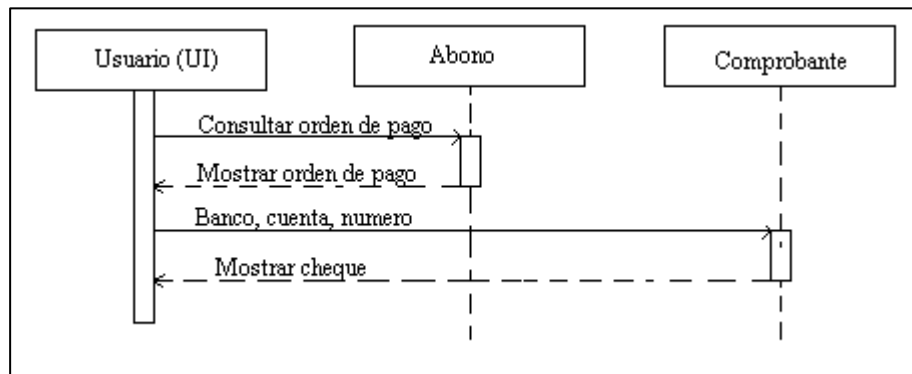 Usuario (UI)
Abono
Comprobante
Consultar orden de pago
Mostrar orden de pago
Banco, cuenta, numero
Mostrar cheque